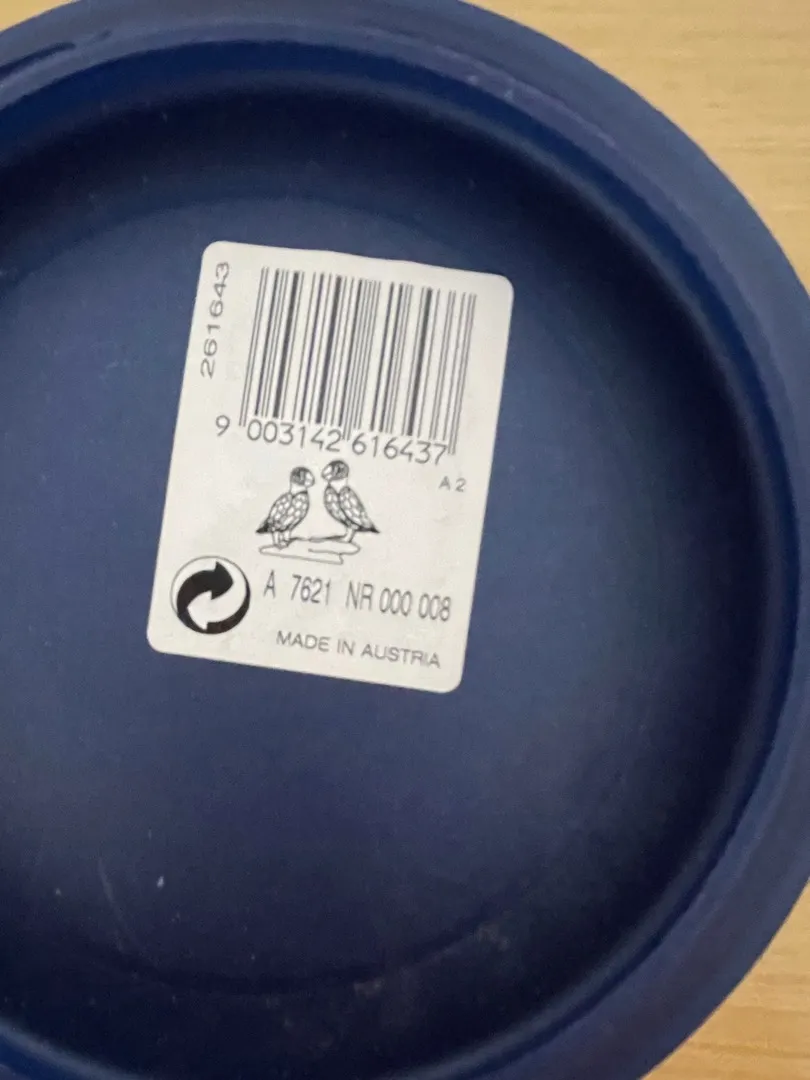 261643
9 003142 616437
A 2
A 7621 NR 000 008
MADE IN AUSTRIA